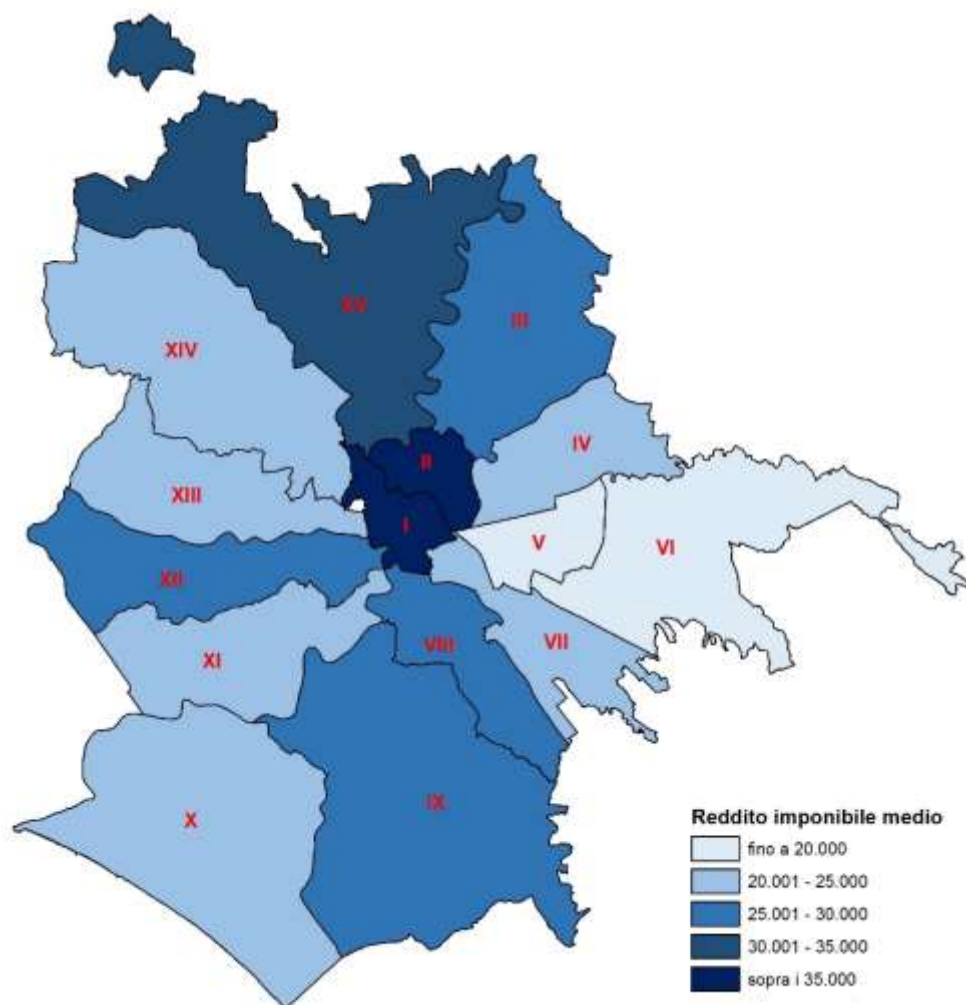 XV
III
XIV
IV
II
XIII
I
V
VI
XII
VIII
VII
XI
IX
X
Reddito imponibile medio
fino a 20.000
20.001 - 25.000
25.001 - 30.000
30.001 - 35.000
sopra i 35.000